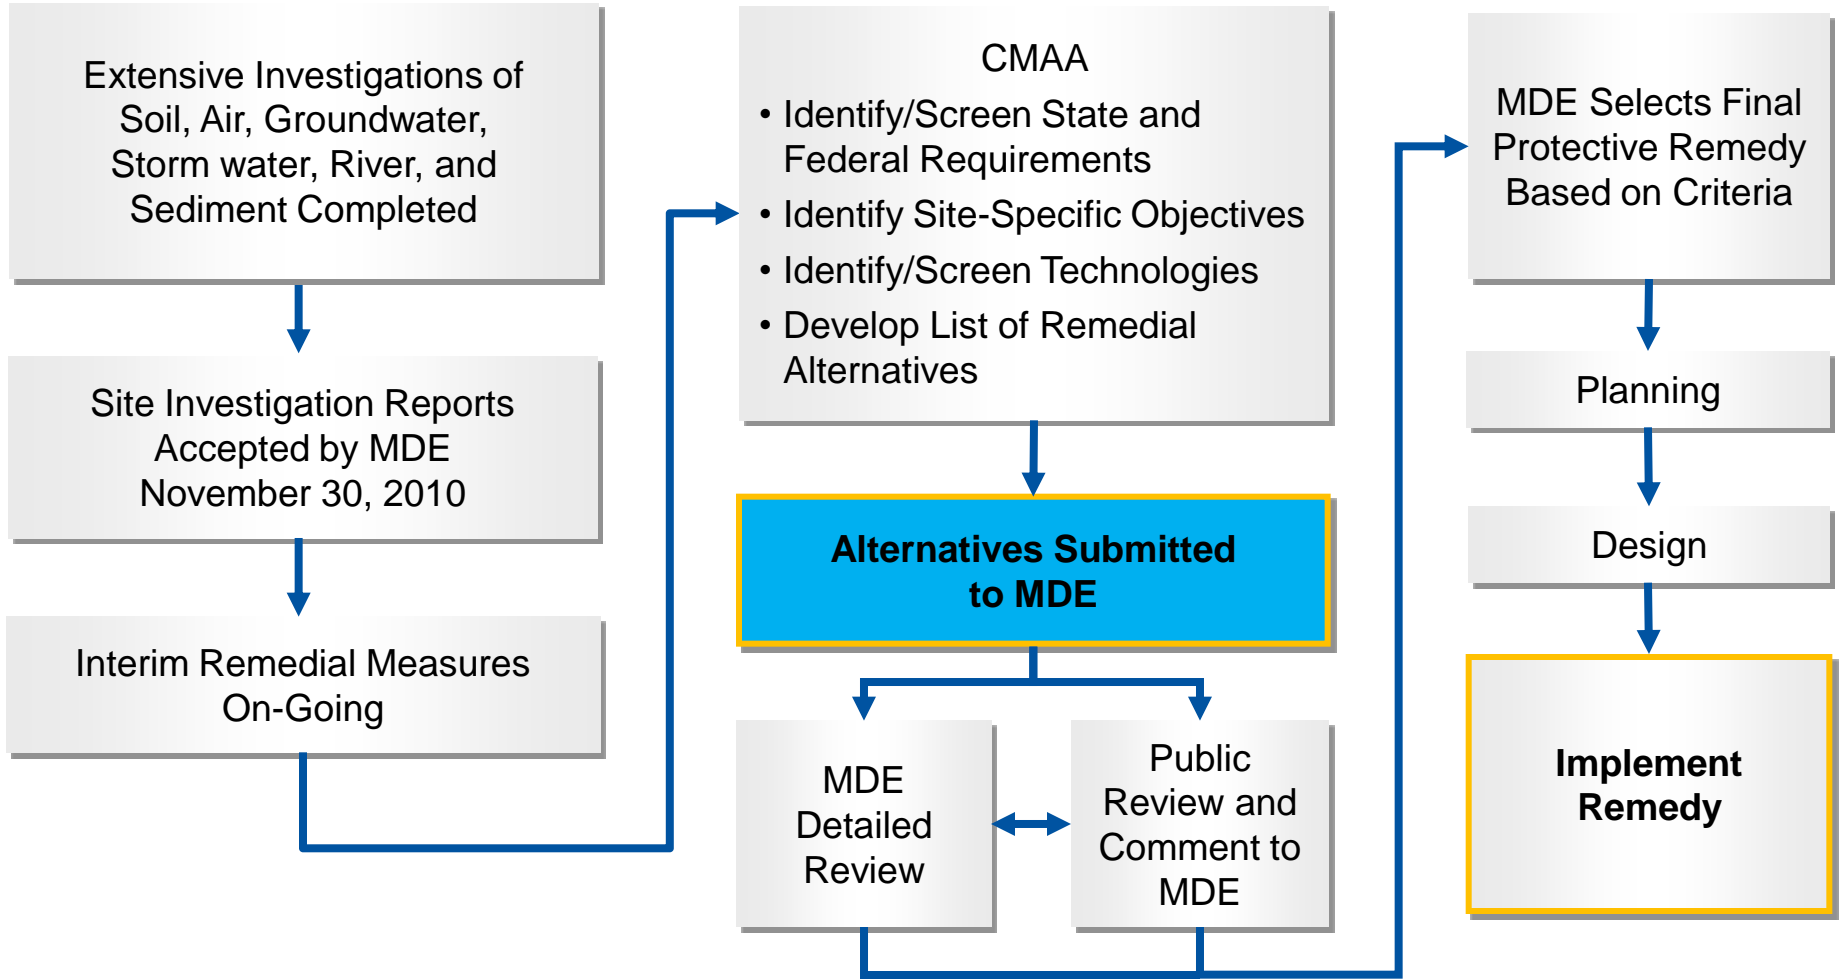 Extensive Investigations of
Soil, Air, Groundwater,
Storm water, River, and
Sediment Completed
Site Investigation Reports
Accepted by MDE
November 30, 2010
Interim Remedial Measures
On-Going
CMAA
• Identify/Screen State and
Federal Requirements
• Identify Site-Specific Objectives
• Identify/Screen Technologies
• Develop List of Remedial
Alternatives
Alternatives Submitted
to MDE
MDE
Detailed
Review
Public
Review and
Comment to
MDE
MDE Selects Final
Protective Remedy
Based on Criteria
Planning
Design
Implement
Remedy